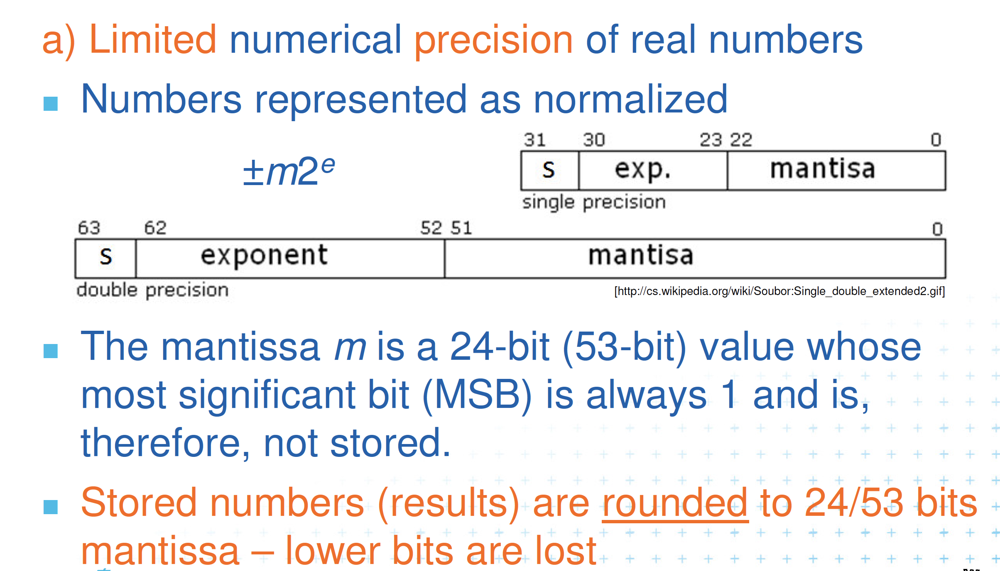 a) Limited numerical precision of real numbers
Numbers represented as normalized
31 30 23 22 0
±m2^e
S exp. mantisa
single precision
63 62 52 51 0
S exponent mantisa
double precision
[http://cs.wikipedia.org/wiki/Soubor:Single_double_extended2.gif]
The mantissa m is a 24-bit (53-bit) value whose
most significant bit (MSB) is always 1 and is,
therefore, not stored.
Stored numbers (results) are rounded to 24/53 bits
mantissa – lower bits are lost